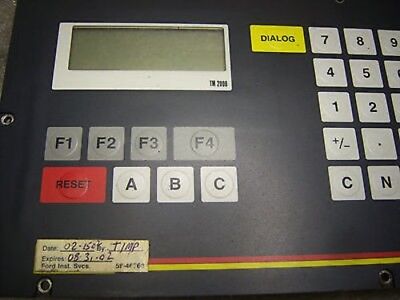 TM 2000
DIALOG
7 8 9
4 5
1 2
+/- .
C N
F1 F2 F3 F4
RESET A B C
Date: By
Expires:
Ford Inst. Svcs.